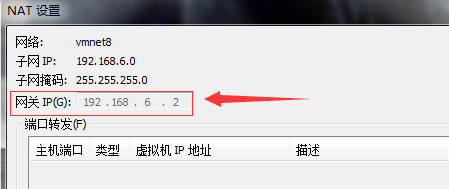 NAT 设置
网络: vmnet8
子网 IP: 192.168.6.0
子网掩码: 255.255.255.0
网关 IP(G): 192 . 168 . 6 . 2
端口转发(F)
主机端口 类型 虚拟机 IP 地址 描述